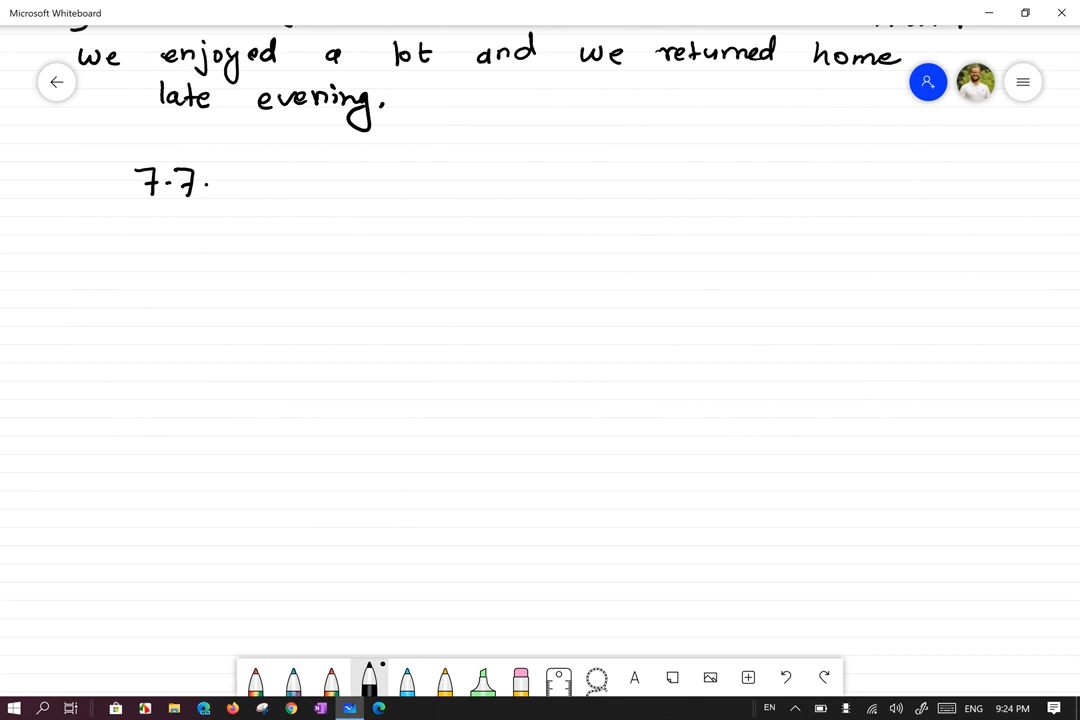 Microsoft Whiteboard
we enjoyed a lot and we returned home
late evening.
7.7.
A
EN
ENG
9:24 PM